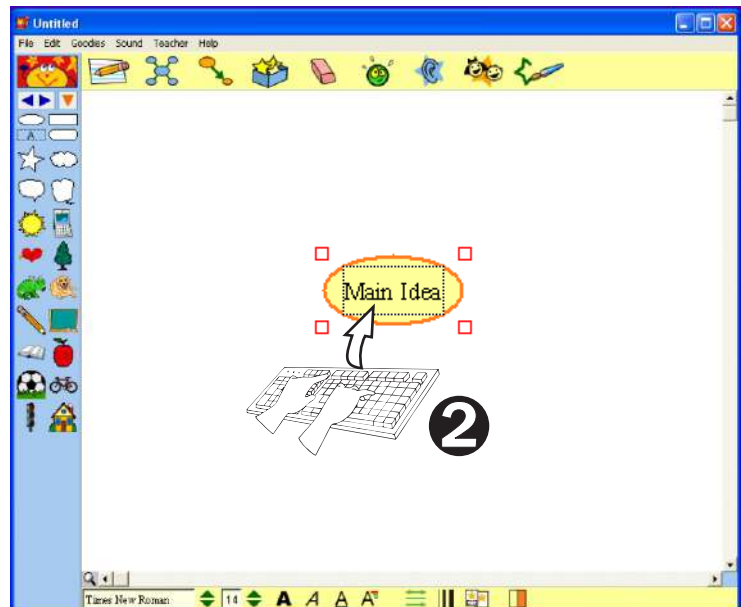 Untitled
File Edit Goodies Sound Teacher Help
A
Main Idea
2
Times New Roman 14 A A A A